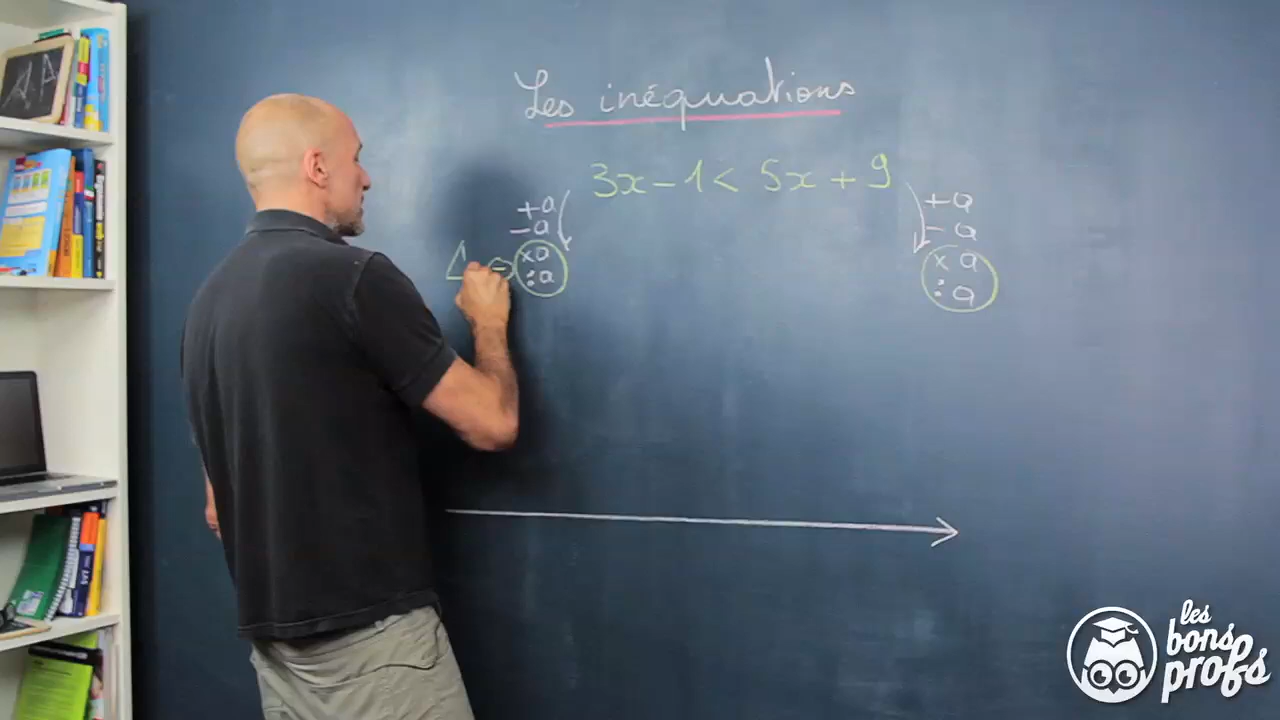 Les inéquations
3x - 1 < 5x + 9
+a
-a
×a
:a
+a
-a
× a
: a
les
bons
profs